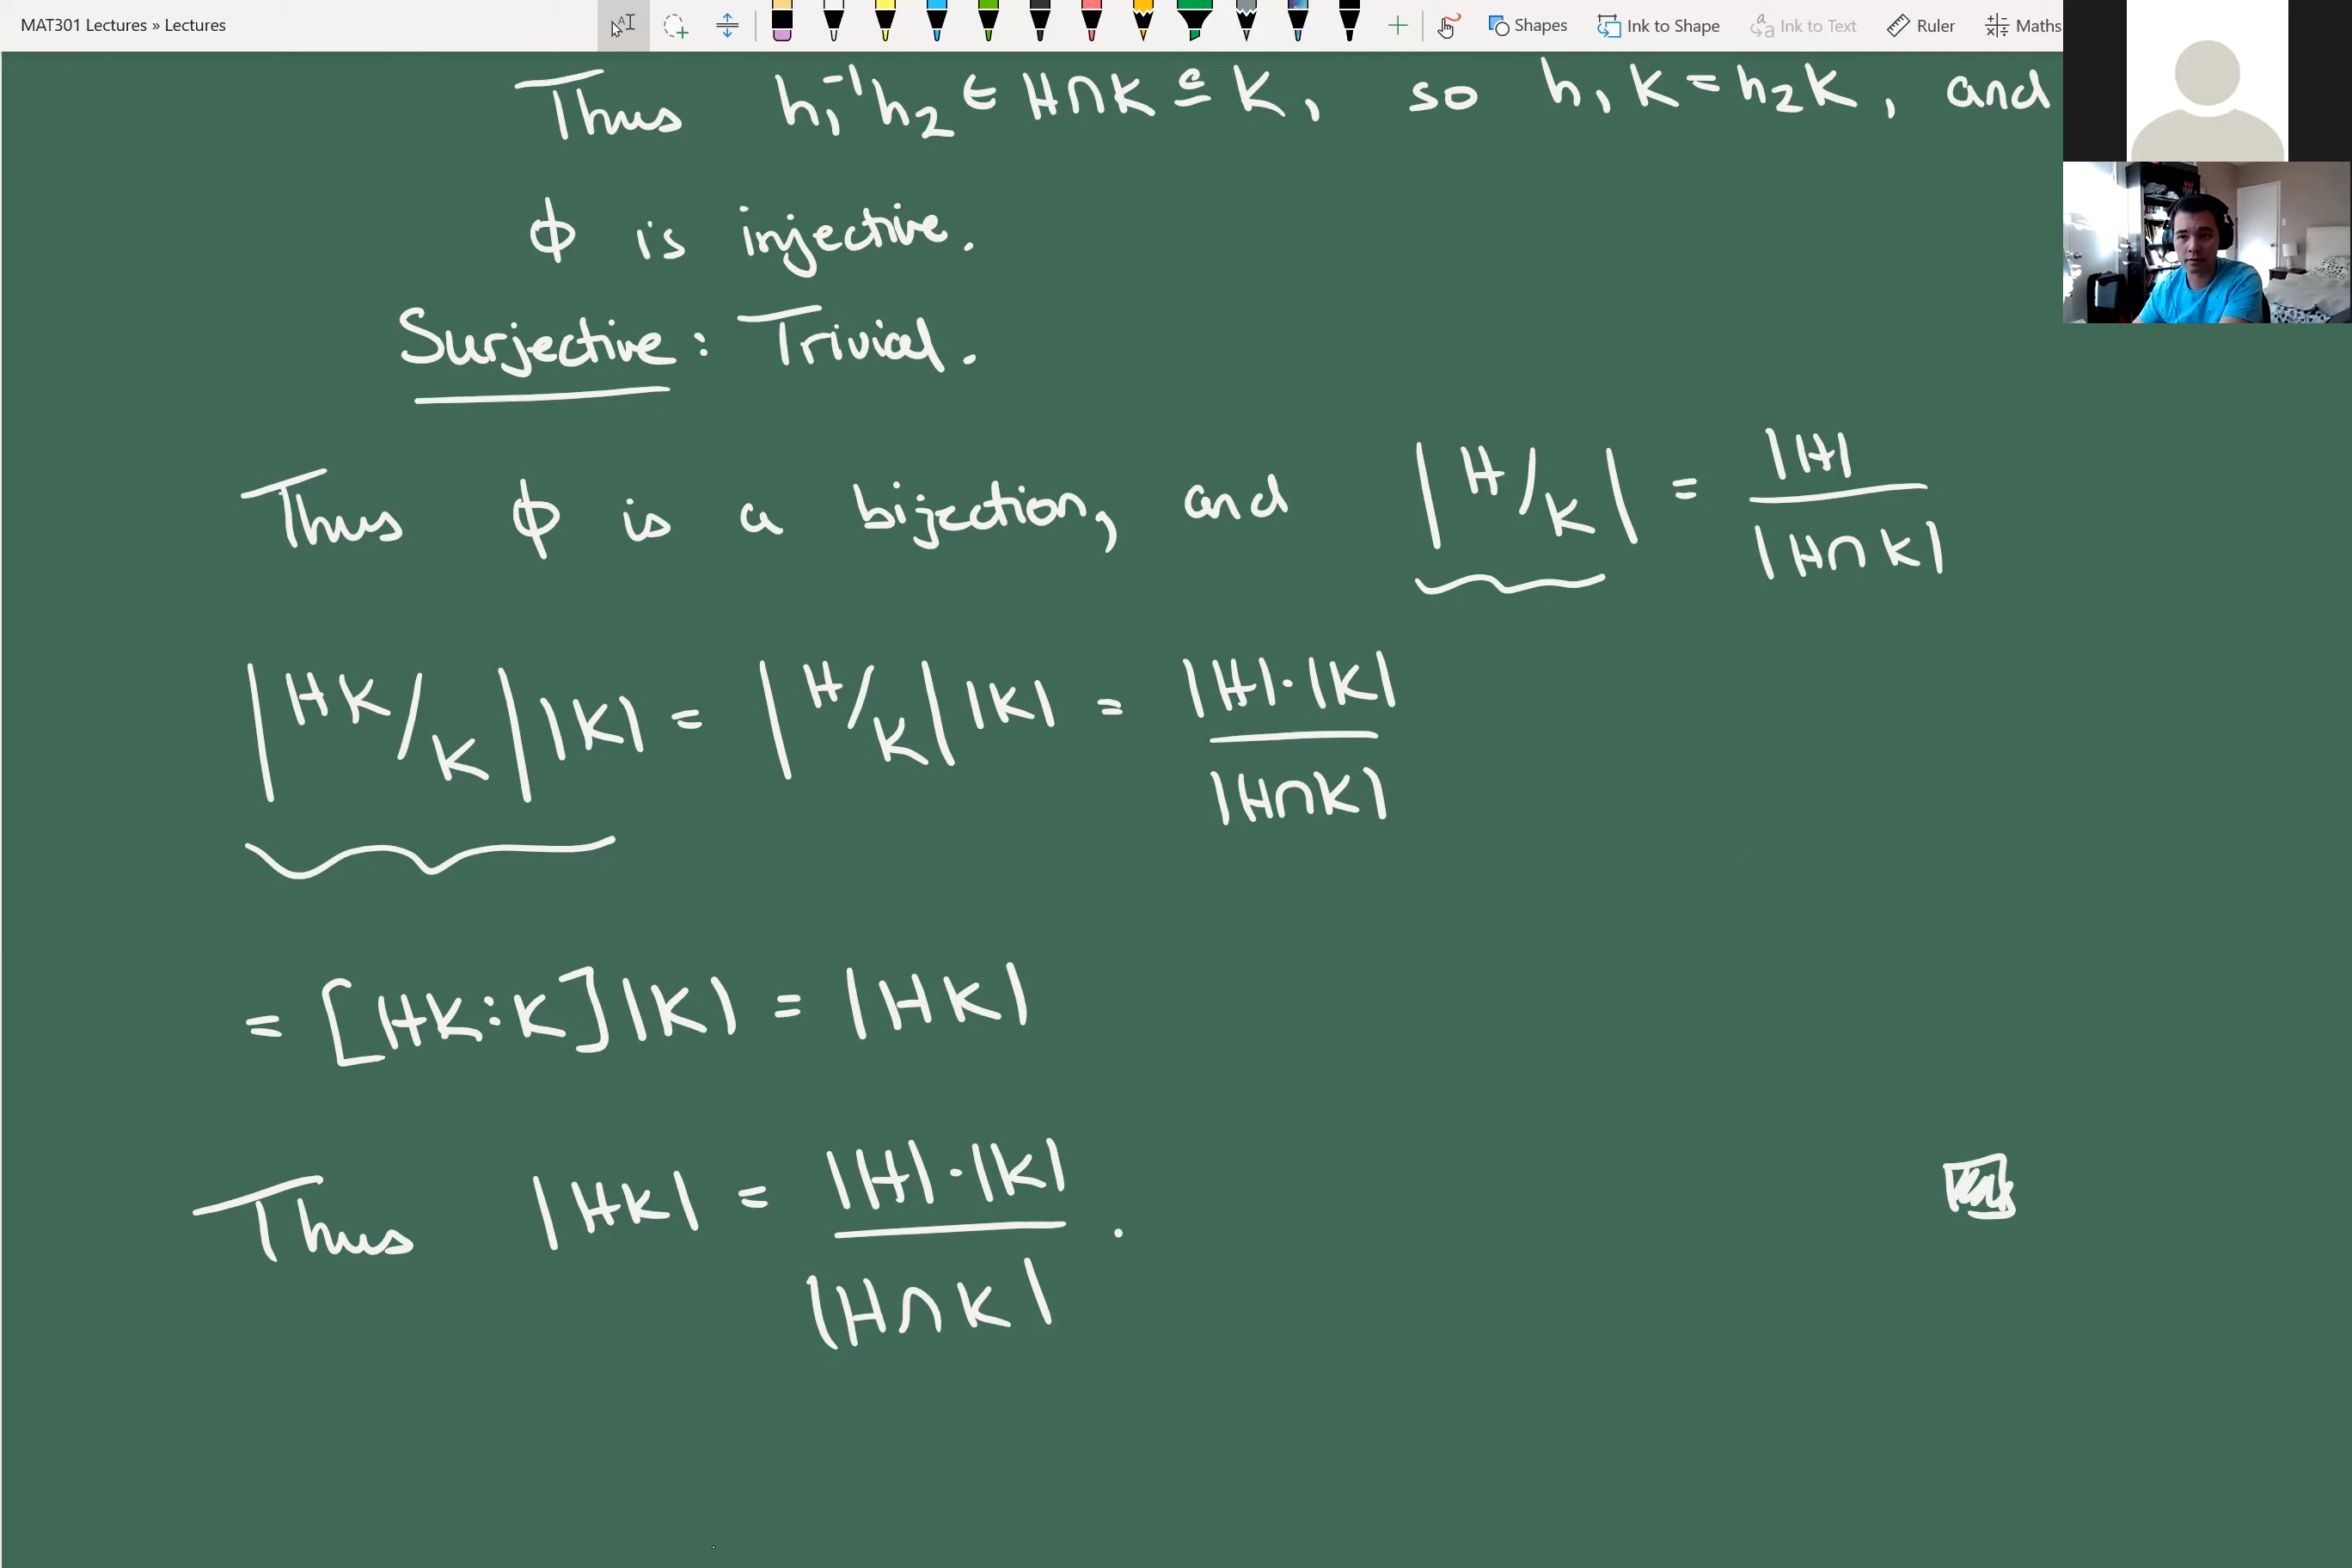 MAT301 Lectures » Lectures
Shapes Ink to Shape Ink to Text Ruler Maths
Thus h₁⁻¹h₂ ∈ H∩K ⊆ K, so h₁K = h₂K, and
ϕ is injective.
Surjective: Trivial.
Thus ϕ is a bijection, and |H/K| = |H| / |H∩K|
|HK/K||K| = |H/K||K| = |H|·|K| / |H∩K|
= [HK:K]|K| = |HK|
Thus |HK| = |H|·|K| / |H∩K| .